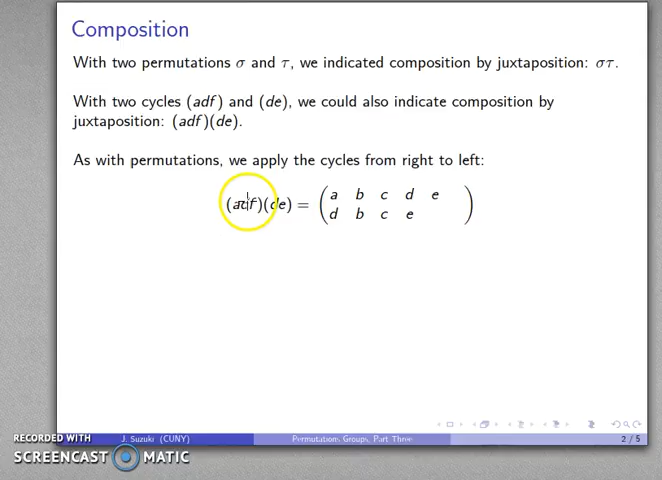 Composition
With two permutations σ and τ, we indicated composition by juxtaposition: στ.
With two cycles (adf) and (de), we could also indicate composition by
juxtaposition: (adf)(de).
As with permutations, we apply the cycles from right to left:
(adf)(de) = ( a b c d e
d b c e )
RECORDED WITH
SCREENCAST O MATIC
J. Suzuki (CUNY) Permutation Groups, Part Three 2 / 5